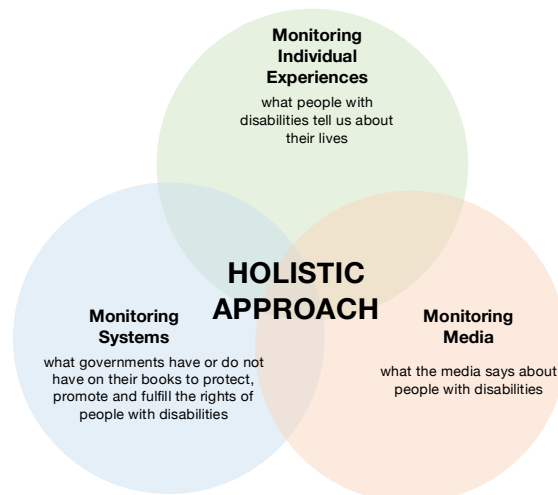 Monitoring
Individual
Experiences
what people with
disabilities tell us about
their lives
HOLISTIC
APPROACH
Monitoring
Systems
what governments have or do not
have on their books to protect,
promote and fulfill the rights of
people with disabilities
Monitoring
Media
what the media says about
people with disabilities